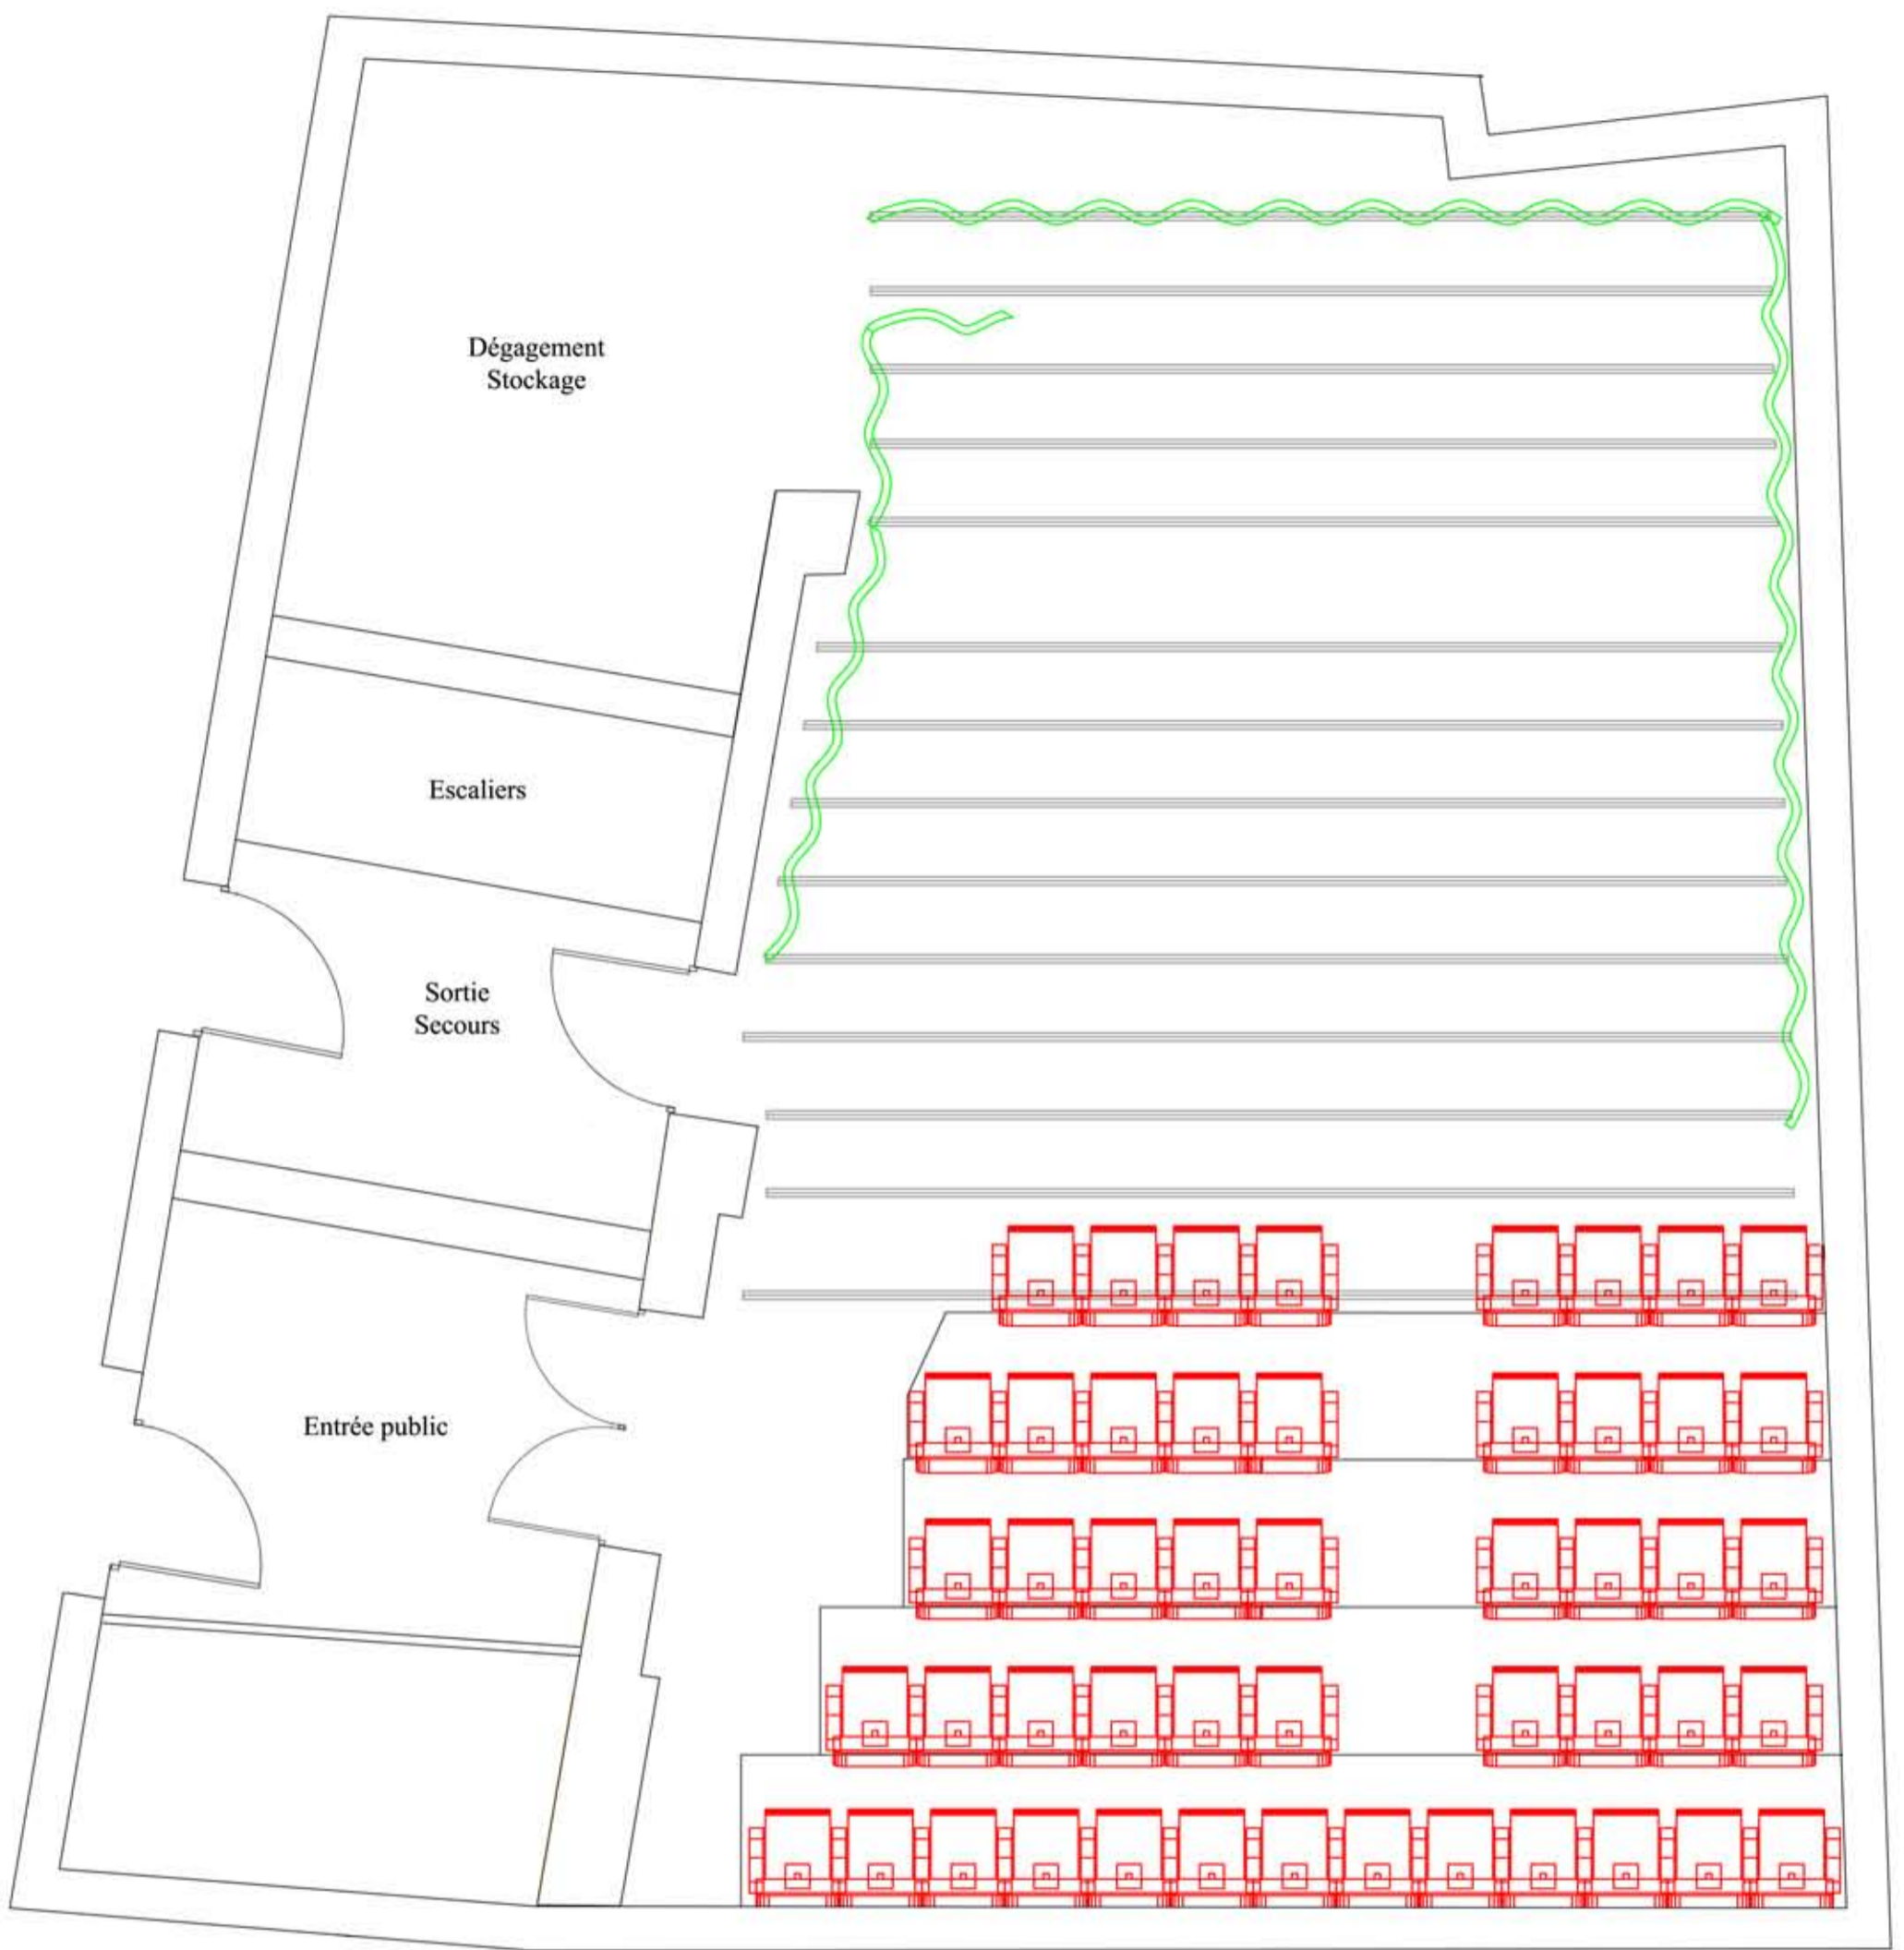 Dégagement
Stockage
Escaliers
Sortie
Secours
Entrée public